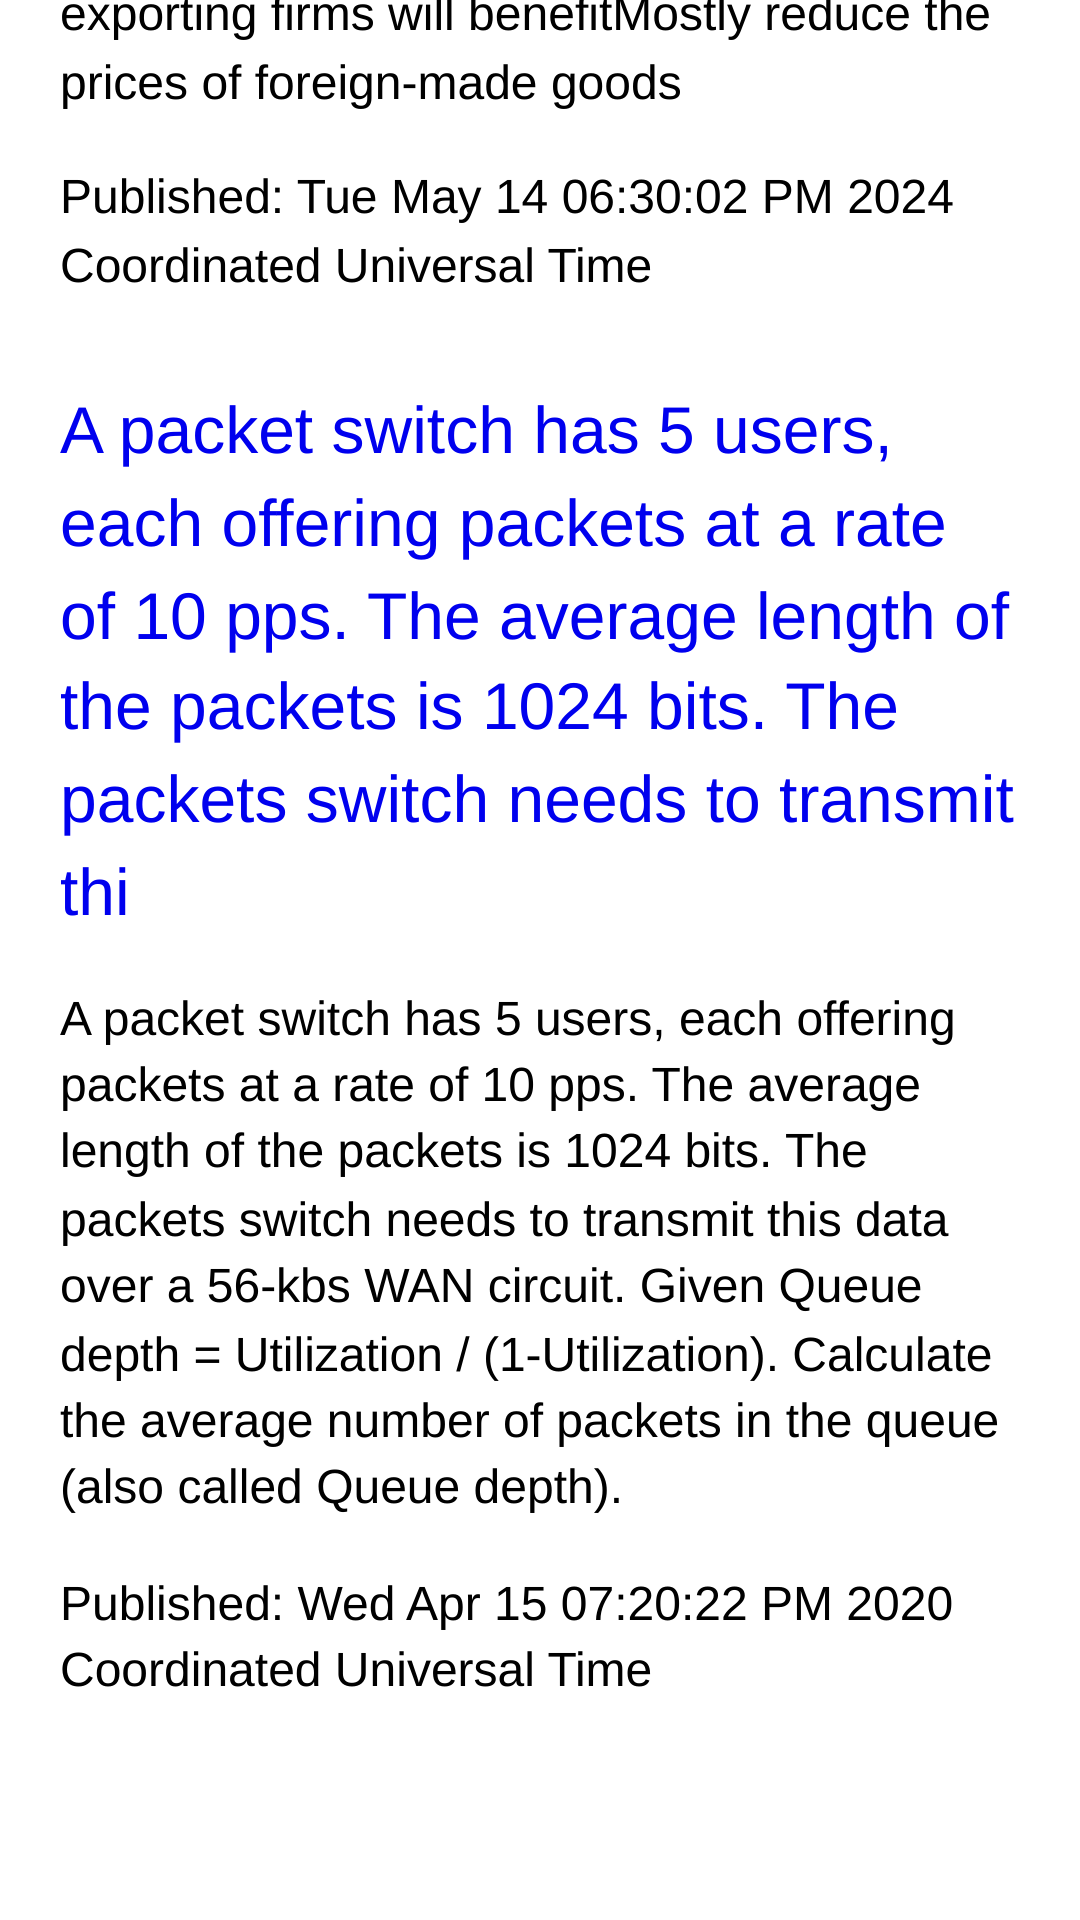 exporting firms will benefitMostly reduce the
prices of foreign-made goods
Published: Tue May 14 06:30:02 PM 2024
Coordinated Universal Time
A packet switch has 5 users,
each offering packets at a rate
of 10 pps. The average length of
the packets is 1024 bits. The
packets switch needs to transmit
thi
A packet switch has 5 users, each offering
packets at a rate of 10 pps. The average
length of the packets is 1024 bits. The
packets switch needs to transmit this data
over a 56-kbs WAN circuit. Given Queue
depth = Utilization / (1-Utilization). Calculate
the average number of packets in the queue
(also called Queue depth).
Published: Wed Apr 15 07:20:22 PM 2020
Coordinated Universal Time